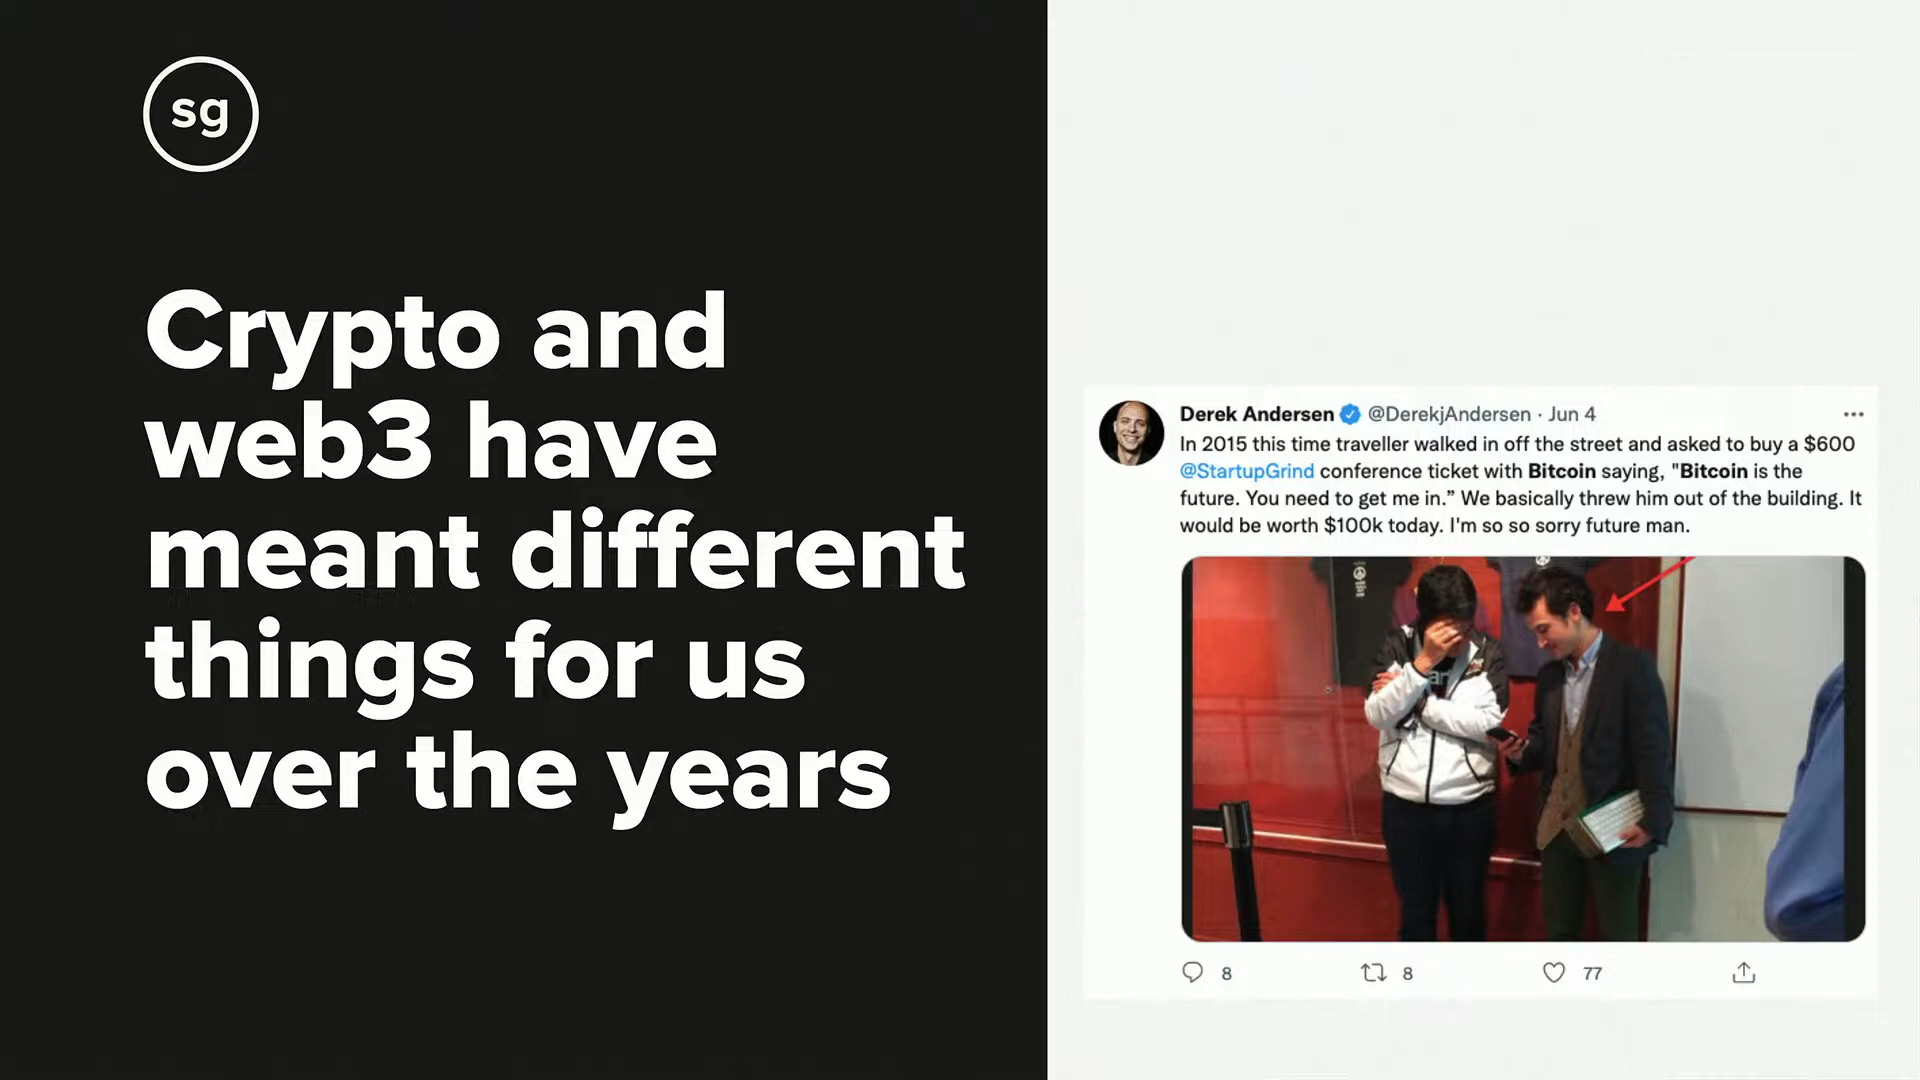 sg
Crypto and
web3 have
meant different
things for us
over the years
Derek Andersen @DerekjAndersen · Jun 4
In 2015 this time traveller walked in off the street and asked to buy a $600
@StartupGrind conference ticket with Bitcoin saying, "Bitcoin is the
future. You need to get me in.” We basically threw him out of the building. It
would be worth $100k today. I'm so so sorry future man.
8
8
77